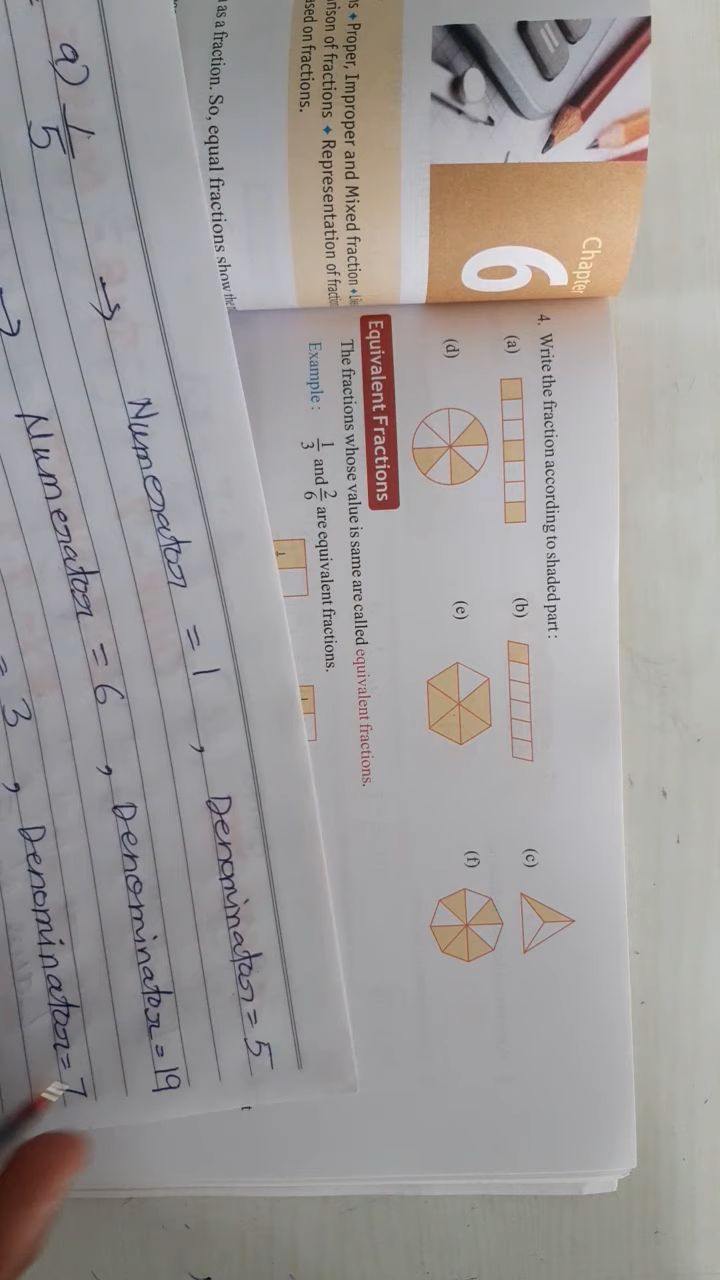 Chapter
6
s ✦ Proper, Improper and Mixed fraction ✦
of fractions ✦ Representation of
based on fractions.
as a fraction. So, equal fractions show the
4. Write the fraction according to shaded part :
(a) (b) (c)
(d) (e) (f)
Equivalent Fractions
The fractions whose value is same are called equivalent fractions.
Example : 1/3 and 2/6 are equivalent fractions.
1
t
a) 1/5 → Numerator = 1 , Denominator = 5
→ Numerator = 6 , Denominator = 19
= 3 , Denominator = 7